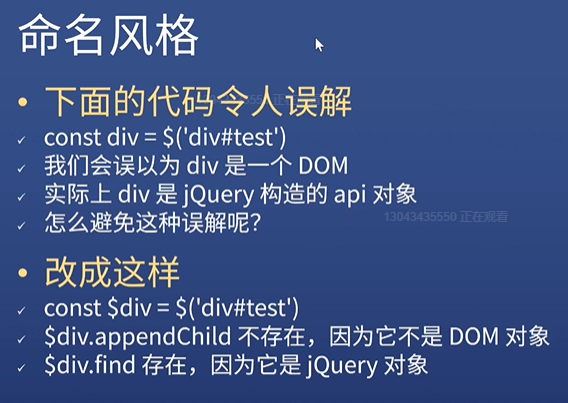 命名风格
下面的代码令人误解
const div = $('div#test')
我们会误以为 div 是一个 DOM
实际上 div 是 jQuery 构造的 api 对象
13043435550 正在观看
怎么避免这种误解呢?
改成这样
const $div = $('div#test')
$div.appendChild 不存在，因为它不是 DOM 对象
$div.find 存在，因为它是 jQuery 对象